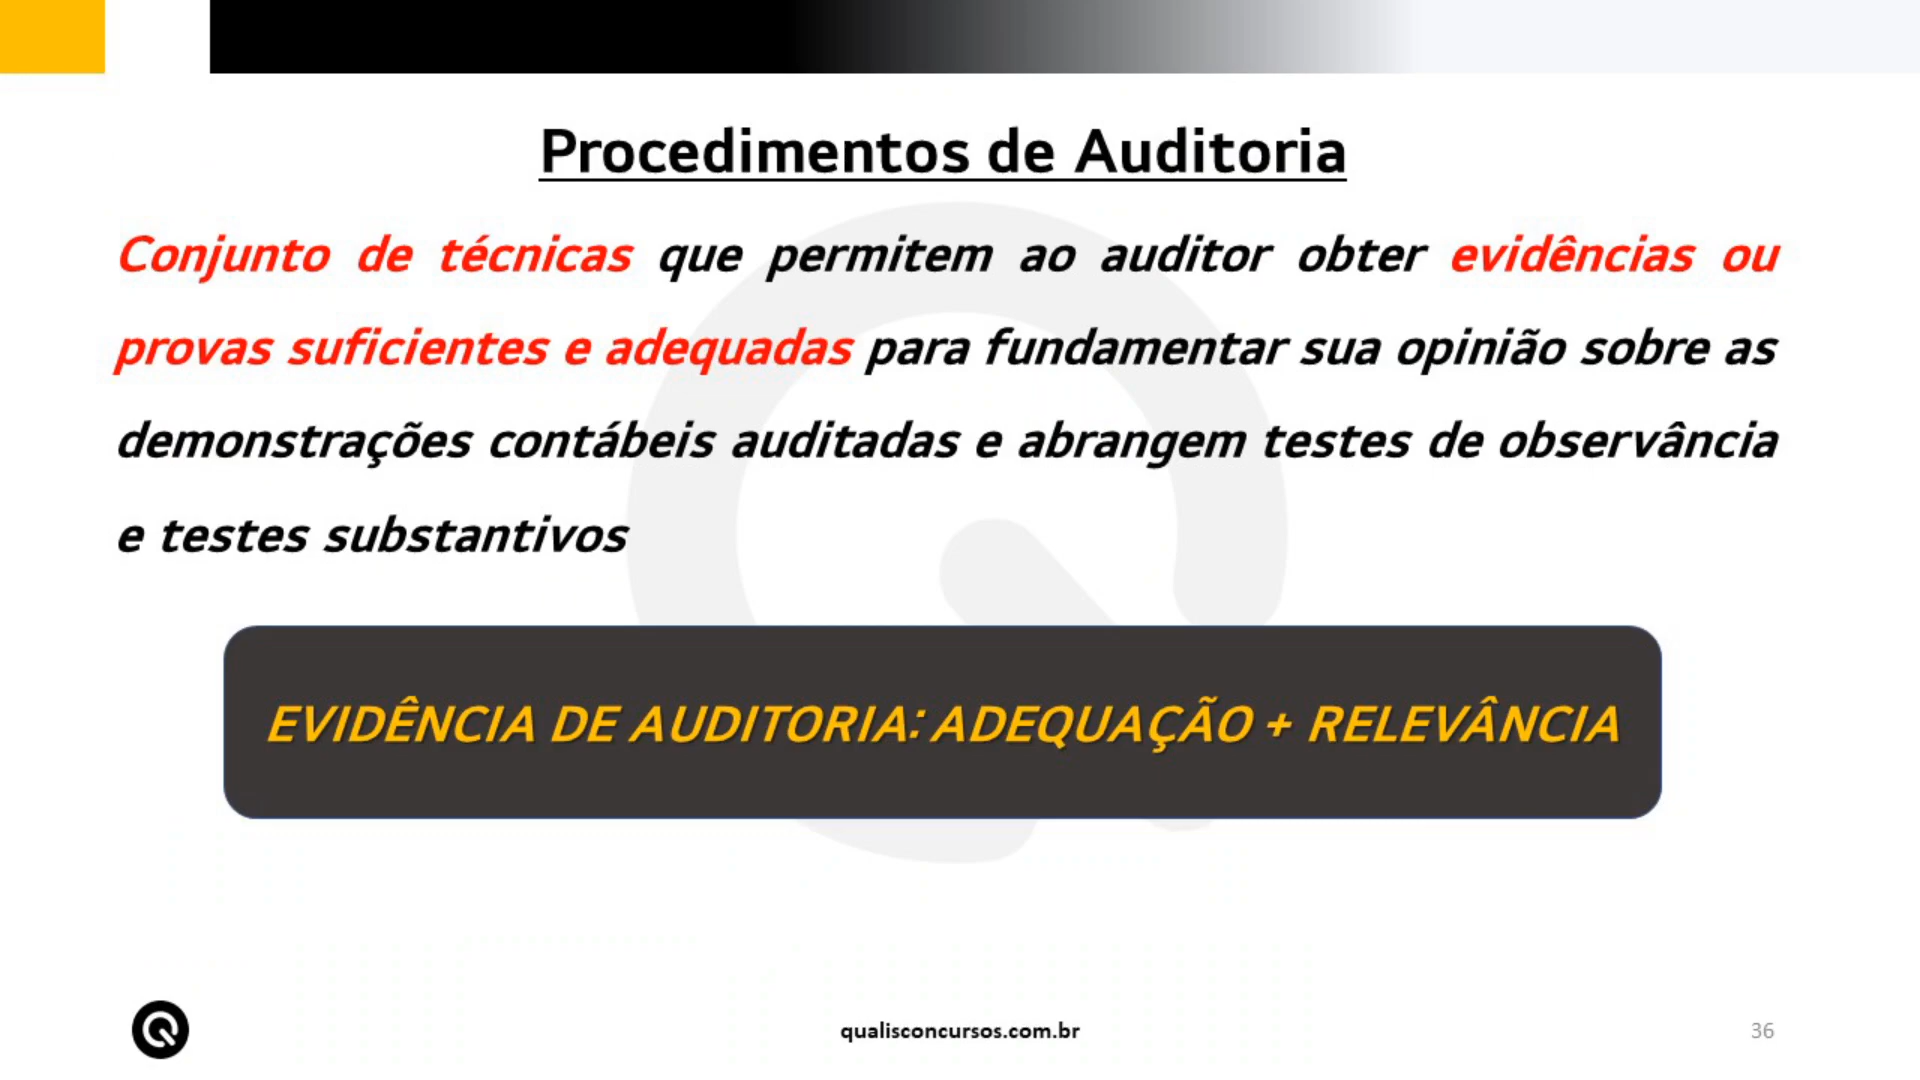 Procedimentos de Auditoria
Conjunto de técnicas que permitem ao auditor obter evidências ou
provas suficientes e adequadas para fundamentar sua opinião sobre as
demonstrações contábeis auditadas e abrangem testes de observância
e testes substantivos
EVIDÊNCIA DE AUDITORIA: ADEQUAÇÃO + RELEVÂNCIA
qualisconcursos.com.br
36